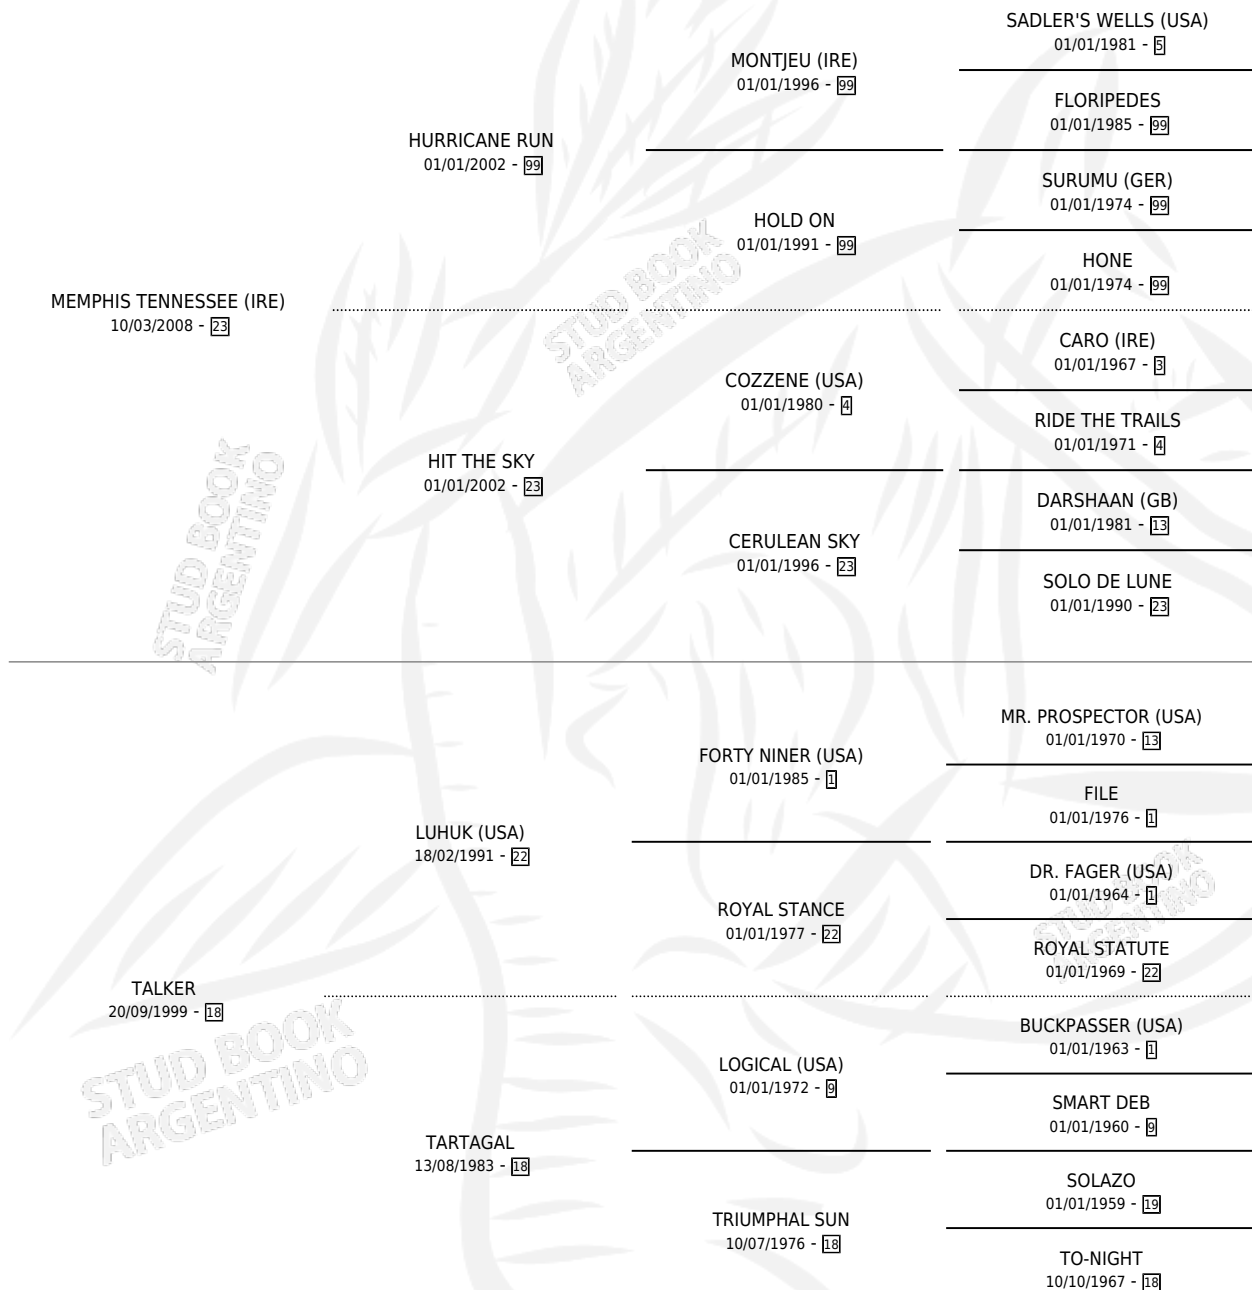 SADLER'S WELLS (USA)
01/01/1981 - 5
MONTJEU (IRE)
01/01/1996 - 99
FLORIPEDES
01/01/1985 - 99
HURRICANE RUN
01/01/2002 - 99
SURUMU (GER)
01/01/1974 - 99
HOLD ON
01/01/1991 - 99
HONE
01/01/1974 - 99
MEMPHIS TENNESSEE (IRE)
10/03/2008 - 23
CARO (IRE)
01/01/1967 - 3
COZZENE (USA)
01/01/1980 - 4
RIDE THE TRAILS
01/01/1971 - 4
HIT THE SKY
01/01/2002 - 23
DARSHAAN (GB)
01/01/1981 - 13
CERULEAN SKY
01/01/1996 - 23
SOLO DE LUNE
01/01/1990 - 23
STUD BOOK
ARGENTINO
STUD BOOK
ARGENTINO
MR. PROSPECTOR (USA)
01/01/1970 - 13
FORTY NINER (USA)
01/01/1985 - 1
FILE
01/01/1976 - 1
LUHUK (USA)
18/02/1991 - 22
DR. FAGER (USA)
01/01/1964 - 1
ROYAL STANCE
01/01/1977 - 22
ROYAL STATUTE
01/01/1969 - 22
STUD BOOK
ARGENTINO
TALKER
20/09/1999 - 18
BUCKPASSER (USA)
01/01/1963 - 1
LOGICAL (USA)
01/01/1972 - 9
SMART DEB
01/01/1960 - 9
TARTAGAL
13/08/1983 - 18
SOLAZO
01/01/1959 - 19
TRIUMPHAL SUN
10/07/1976 - 18
TO-NIGHT
10/10/1967 - 18
STUD BOOK
ARGENTINO